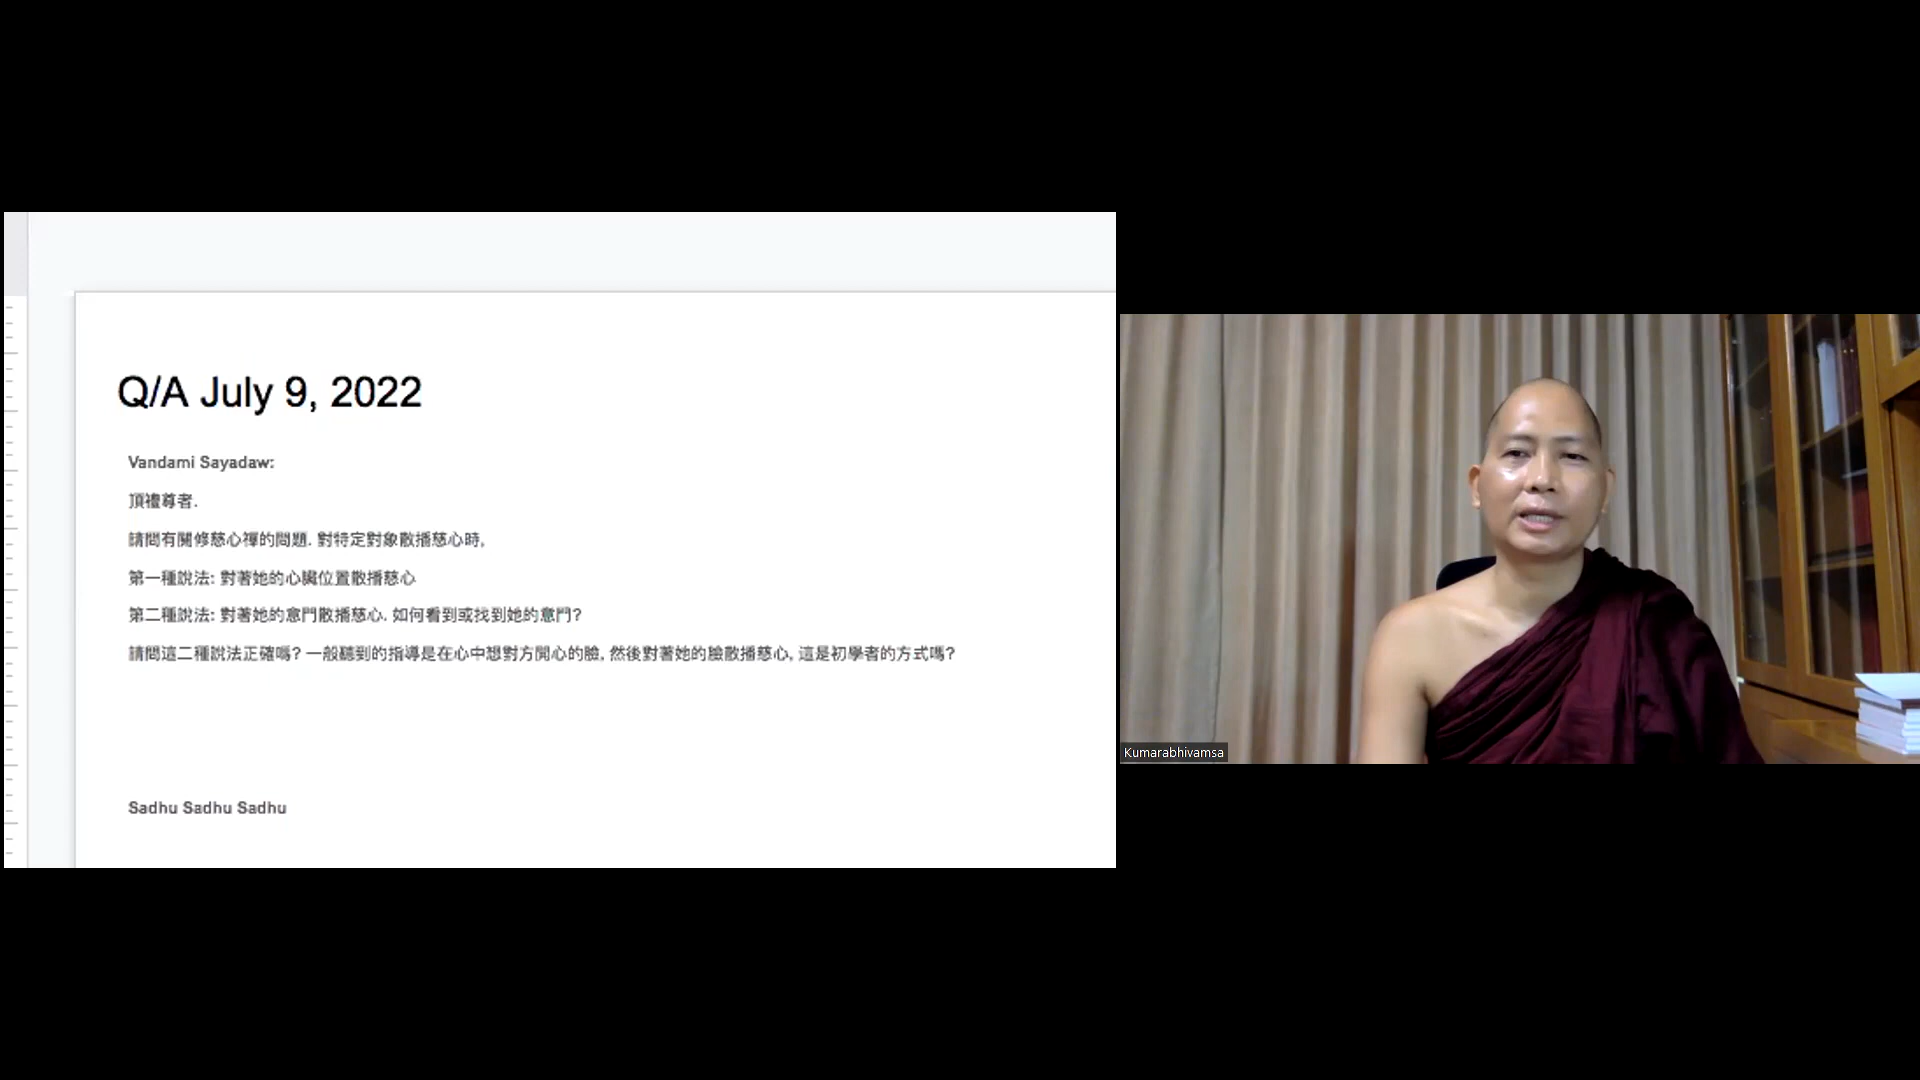 Q/A July 9, 2022
Vandami Sayadaw:
頂禮尊者.
請問有關修慈心禪的問題. 對特定對象散播慈心時,
第一種說法: 對著她的心臟位置散播慈心
第二種說法: 對著她的意門散播慈心. 如何看到或找到她的意門?
請問這二種說法正確嗎? 一般聽到的指導是在心中想對方開心的臉, 然後對著她的臉散播慈心, 這是初學者的方式嗎?
Sadhu Sadhu Sadhu
Kumarabhivamsa